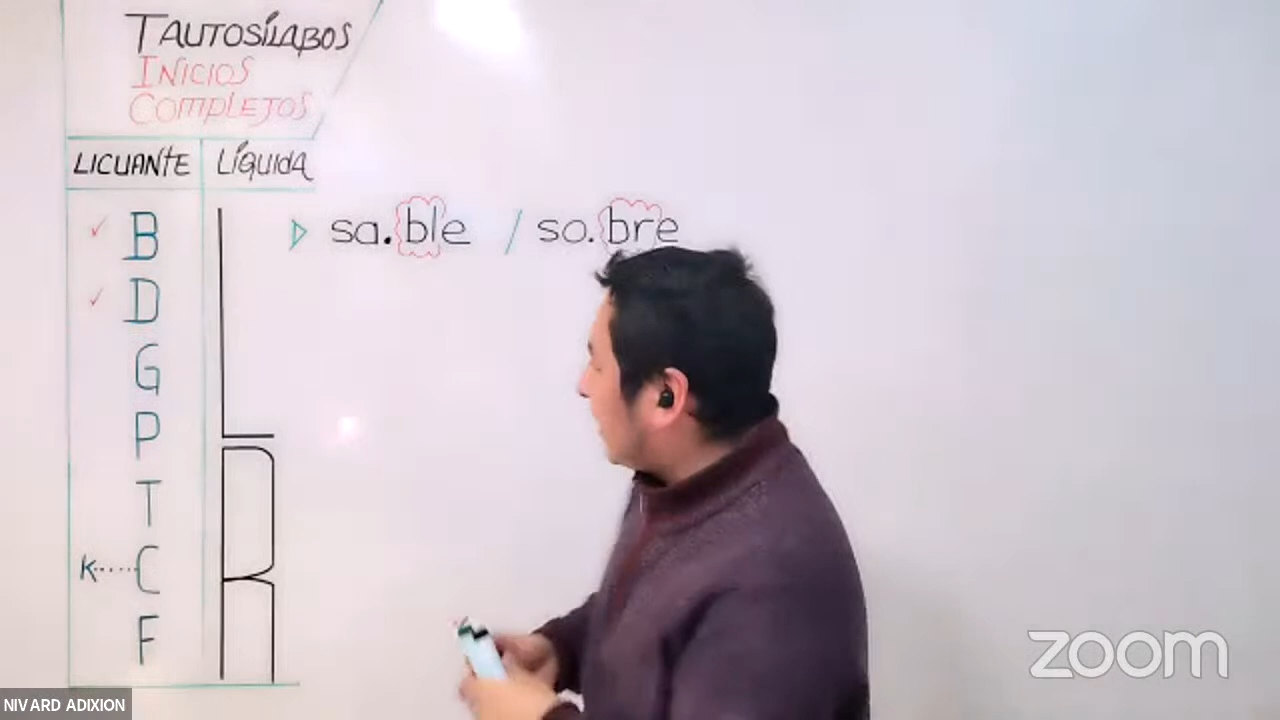 TAUTOSÍLABOS
INICIOS
COMPLEJOS
LICUANTE LÍQUIDA
B
D
G
P
T
K······C
F
L
R
▷ sa.ble / so.bre
zoom
NIVARD ADIXION